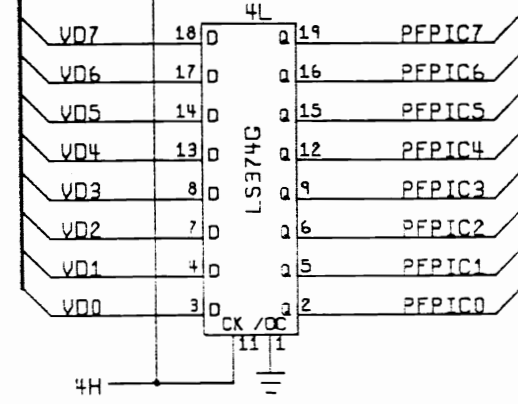 4L
VD7 18 D Q 19 PFPIC7
VD6 17 D Q 16 PFPIC6
VD5 14 D Q 15 PFPIC5
VD4 13 D Q 12 PFPIC4
VD3 8 D Q 9 PFPIC3
VD2 7 D Q 6 PFPIC2
VD1 4 D Q 5 PFPIC1
VD0 3 D Q 2 PFPIC0
LS374G
CK /OC
11 1
4H